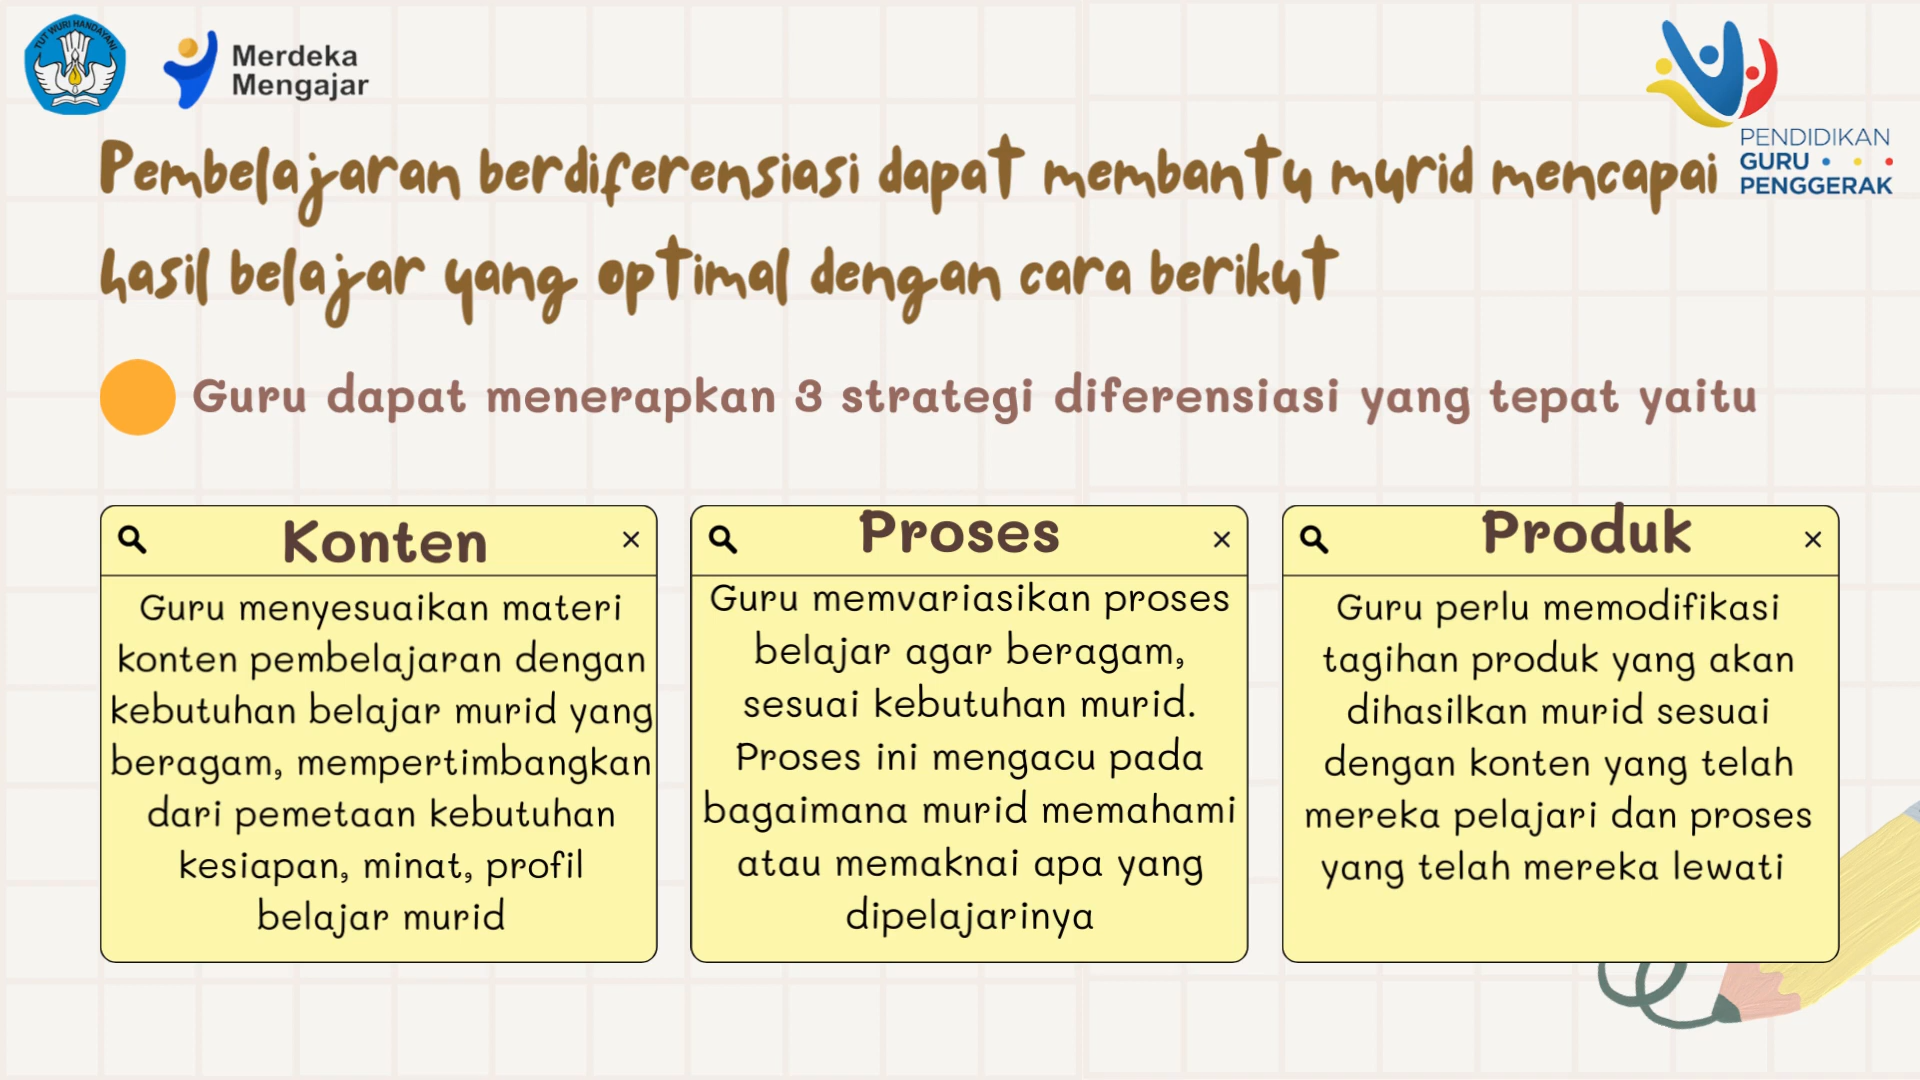 TUT WURI HANDAYANI
Merdeka
Mengajar
PENDIDIKAN
GURU
PENGGERAK
Pembelajaran berdiferensiasi dapat membantu murid mencapai
hasil belajar yang optimal dengan cara berikut
Guru dapat menerapkan 3 strategi diferensiasi yang tepat yaitu
Konten
Guru menyesuaikan materi
konten pembelajaran dengan
kebutuhan belajar murid yang
beragam, mempertimbangkan
dari pemetaan kebutuhan
kesiapan, minat, profil
belajar murid
Proses
Guru memvariasikan proses
belajar agar beragam,
sesuai kebutuhan murid.
Proses ini mengacu pada
bagaimana murid memahami
atau memaknai apa yang
dipelajarinya
Produk
Guru perlu memodifikasi
tagihan produk yang akan
dihasilkan murid sesuai
dengan konten yang telah
mereka pelajari dan proses
yang telah mereka lewati